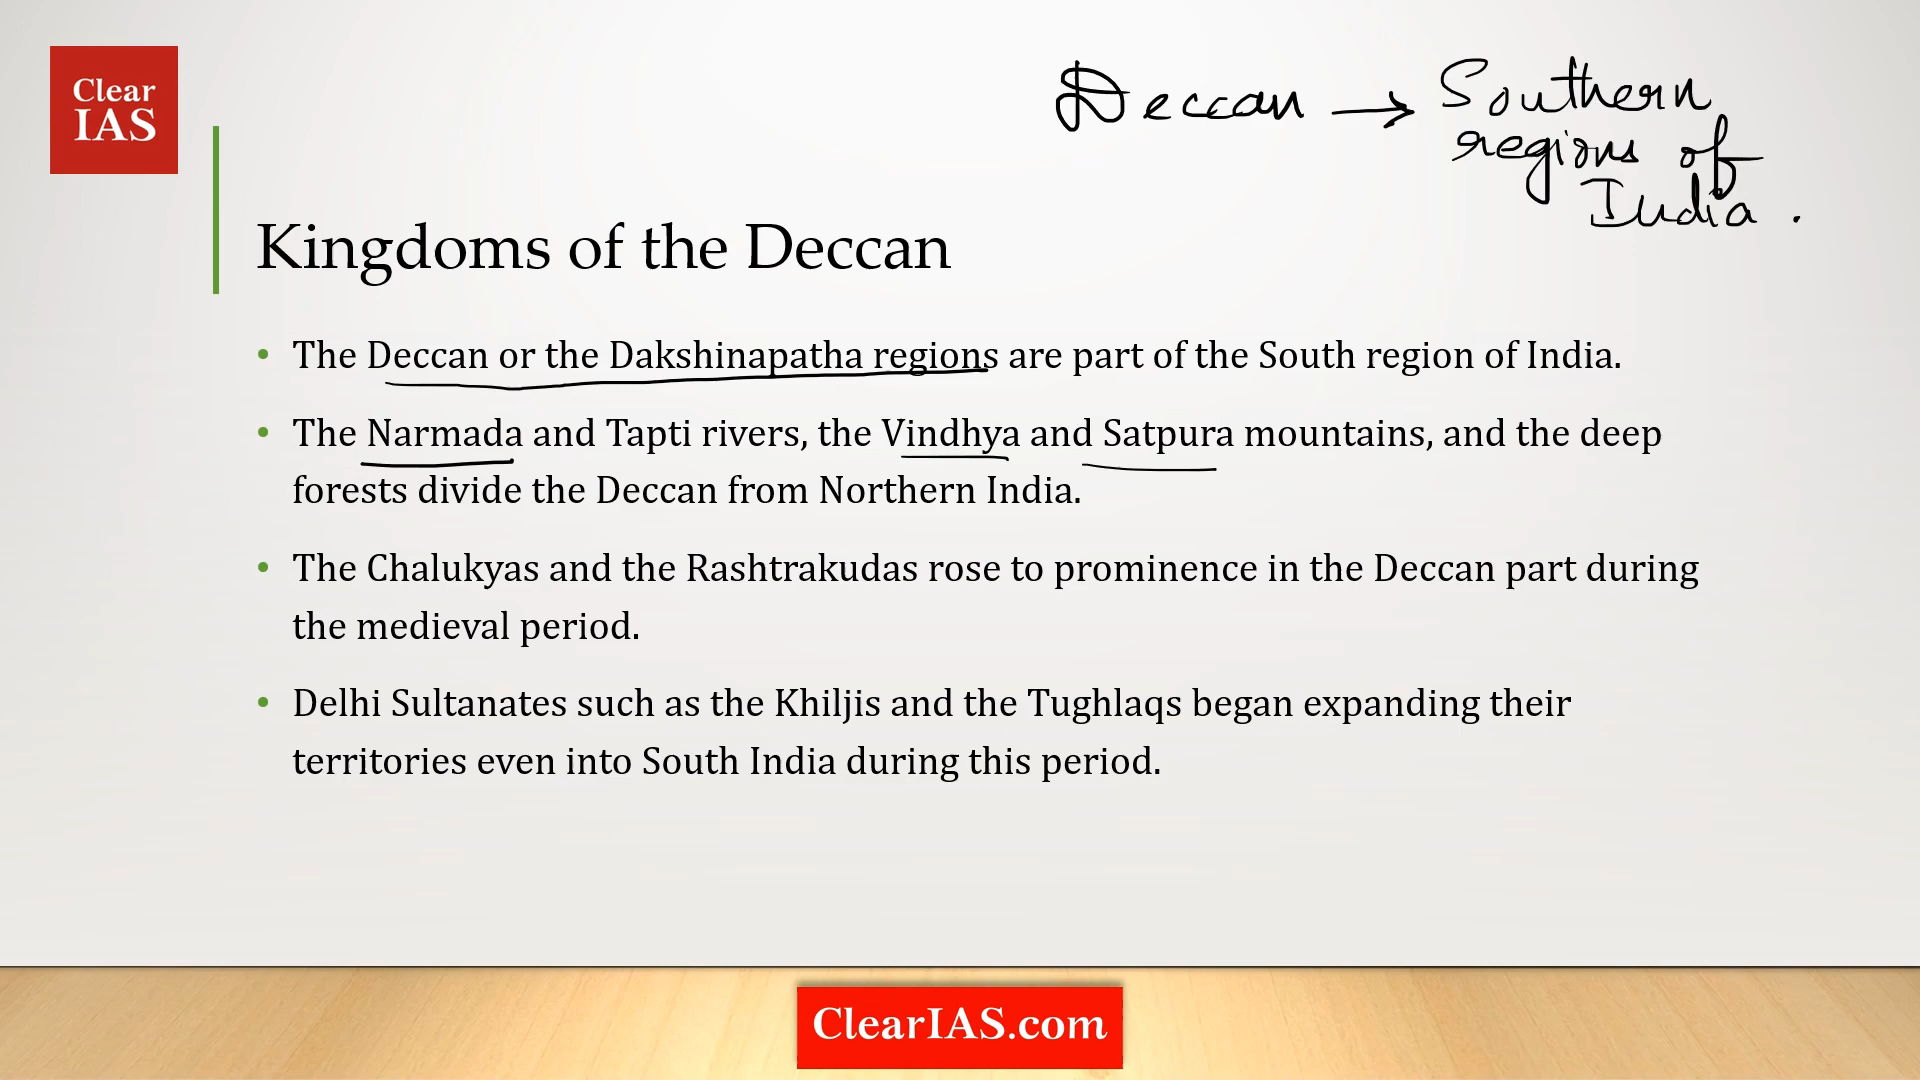 Clear
IAS
Deccan → Southern
regions of
India .
Kingdoms of the Deccan
• The Deccan or the Dakshinapatha regions are part of the South region of India.
• The Narmada and Tapti rivers, the Vindhya and Satpura mountains, and the deep
forests divide the Deccan from Northern India.
• The Chalukyas and the Rashtrakudas rose to prominence in the Deccan part during
the medieval period.
• Delhi Sultanates such as the Khiljis and the Tughlaqs began expanding their
territories even into South India during this period.
ClearIAS.com